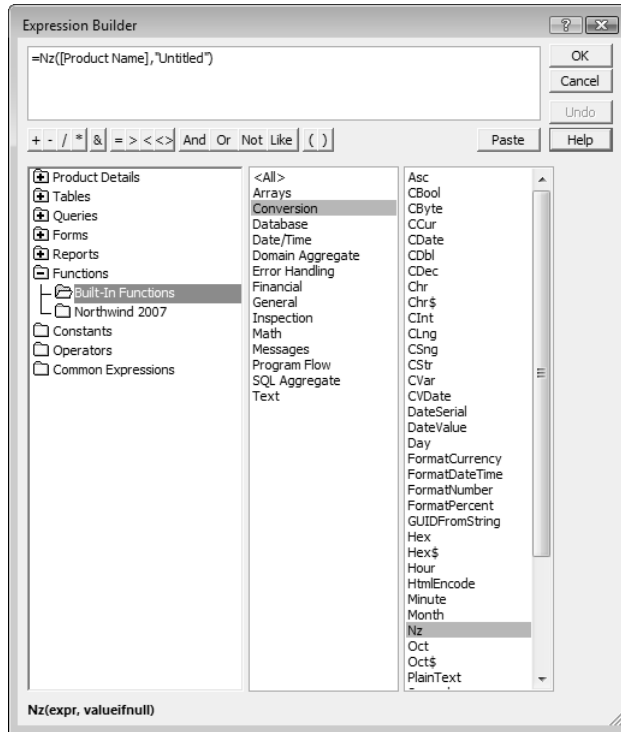 Expression Builder
=Nz([Product Name],"Untitled")
OK
Cancel
Undo
Help
+ - / * & = > < <> And Or Not Like ( )
Paste
Product Details
Tables
Queries
Forms
Reports
Functions
Built-In Functions
Northwind 2007
Constants
Operators
Common Expressions
<All>
Arrays
Conversion
Database
Date/Time
Domain Aggregate
Error Handling
Financial
General
Inspection
Math
Messages
Program Flow
SQL Aggregate
Text
Asc
CBool
CByte
CCur
CDate
CDbl
CDec
Chr
Chr$
CInt
CLng
CSng
CStr
CVar
CVDate
DateSerial
DateValue
Day
FormatCurrency
FormatDateTime
FormatNumber
FormatPercent
GUIDFromString
Hex
Hex$
Hour
HtmlEncode
Minute
Month
Nz
Oct
Oct$
PlainText
Nz(expr, valueifnull)